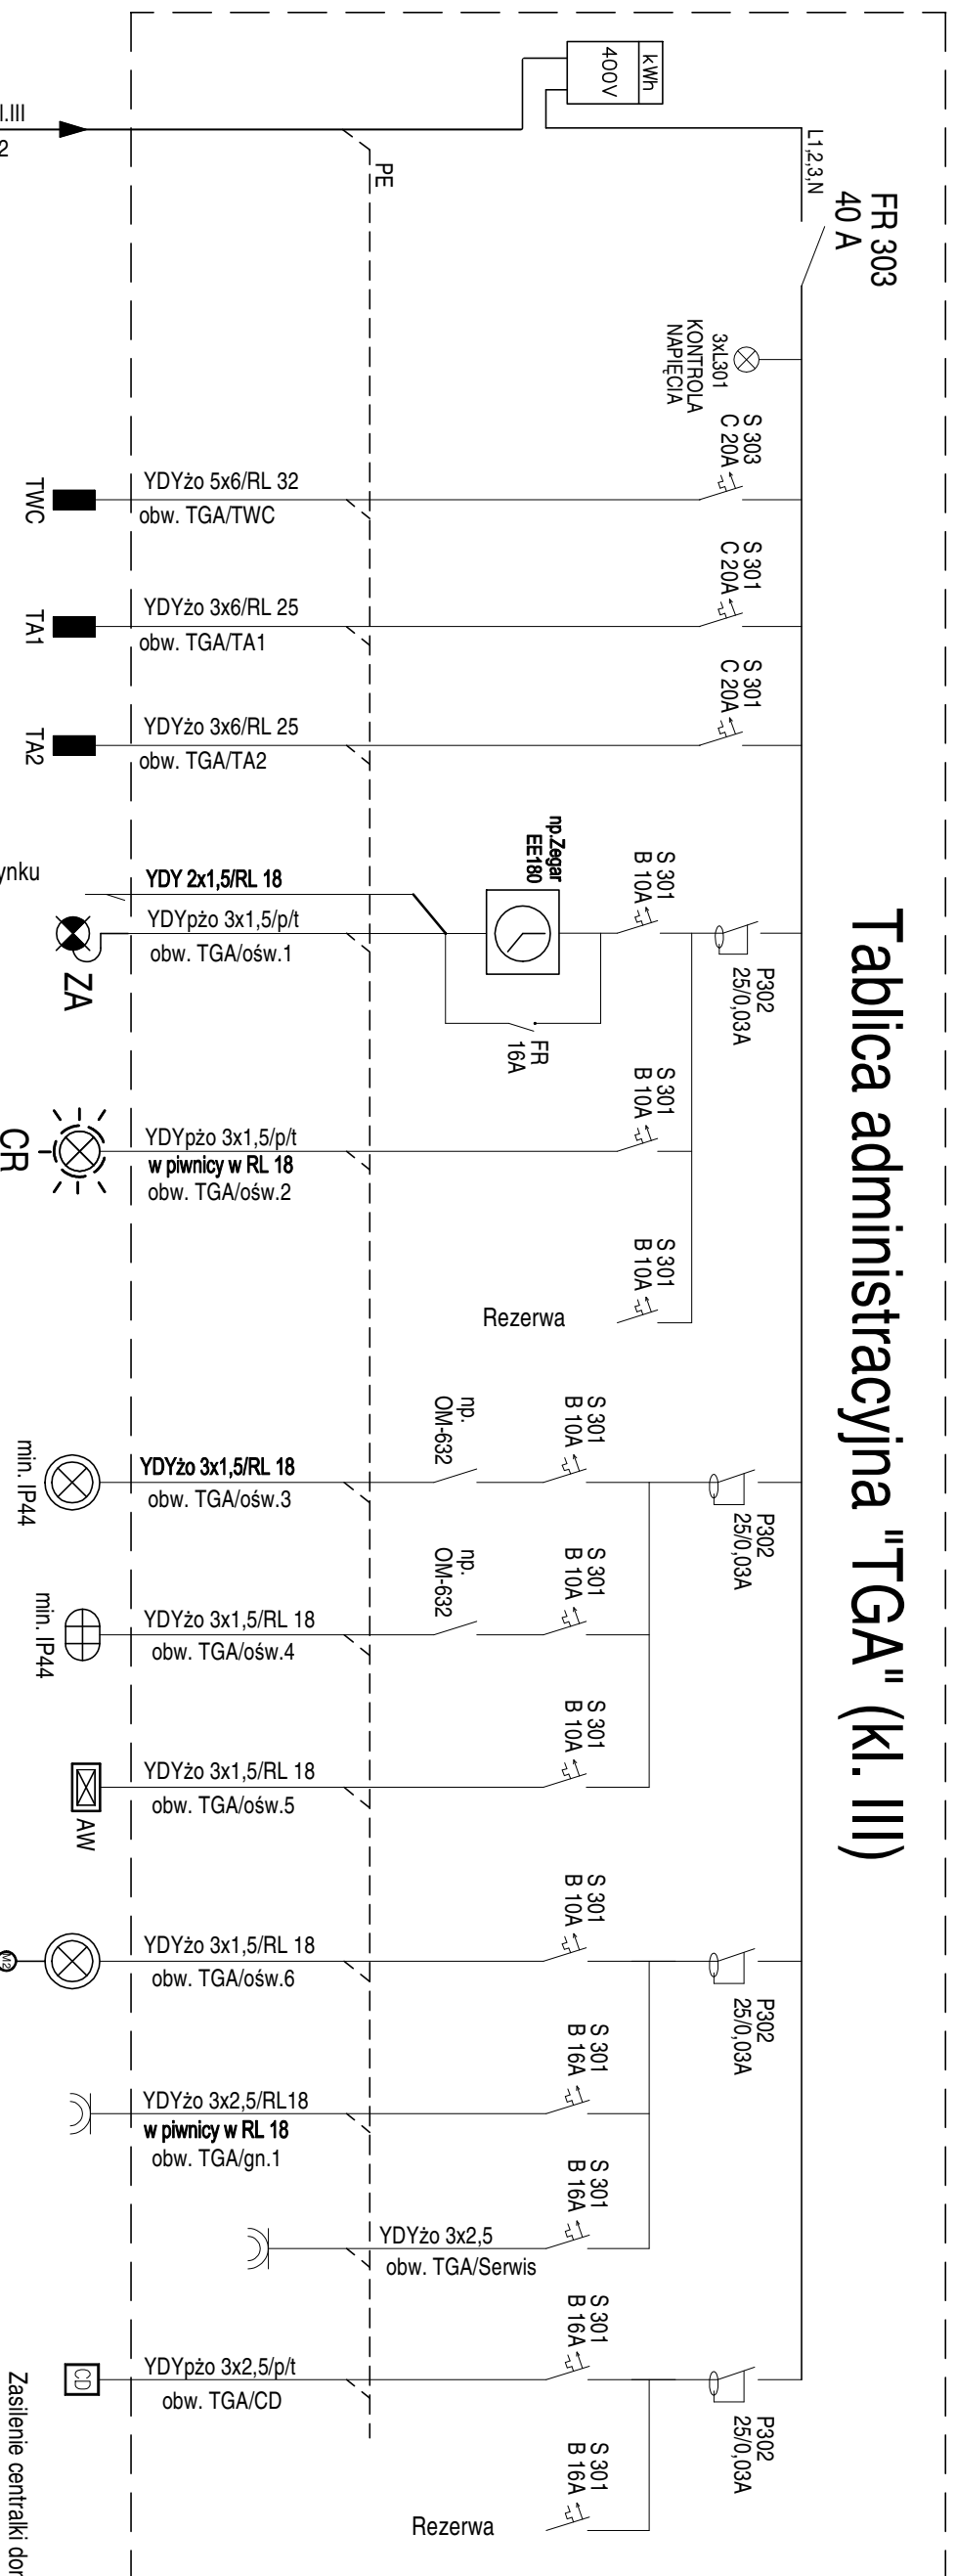 Tablica administracyjna "TGA" (kl. III)
kWh
400V
L1,2,3,N
FR 303
40 A
PE
3xL301
KONTROLA
NAPIĘCIA
S 303
C 20A
YDYżo 5x6/RL 32
obw. TGA/TWC
TWC
S 301
C 20A
YDYżo 3x6/RL 25
obw. TGA/TA1
TA1
S 301
C 20A
YDYżo 3x6/RL 25
obw. TGA/TA2
TA2
P302
25/0,03A
S 301
B 10A
np.Zegar
EE180
FR
16A
YDY 2x1,5/RL 18
YDYpżo 3x1,5/p/t
obw. TGA/ośw.1
ZA
S 301
B 10A
YDYpżo 3x1,5/p/t
w piwnicy w RL 18
obw. TGA/ośw.2
CR
S 301
B 10A
Rezerwa
P302
25/0,03A
S 301
B 10A
np.
OM-632
YDYżo 3x1,5/RL 18
obw. TGA/ośw.3
min. IP44
S 301
B 10A
np.
OM-632
YDYżo 3x1,5/RL 18
obw. TGA/ośw.4
min. IP44
S 301
B 10A
YDYżo 3x1,5/RL 18
obw. TGA/ośw.5
AW
P302
25/0,03A
S 301
B 10A
YDYżo 3x1,5/RL 18
obw. TGA/ośw.6
M2
S 301
B 16A
YDYżo 3x2,5/RL18
w piwnicy w RL 18
obw. TGA/gn.1
S 301
B 16A
YDYżo 3x2,5
obw. TGA/Serwis
P302
25/0,03A
S 301
B 16A
YDYpżo 3x2,5/p/t
obw. TGA/CD
CD
Zasilenie centralki
S 301
B 16A
Rezerwa